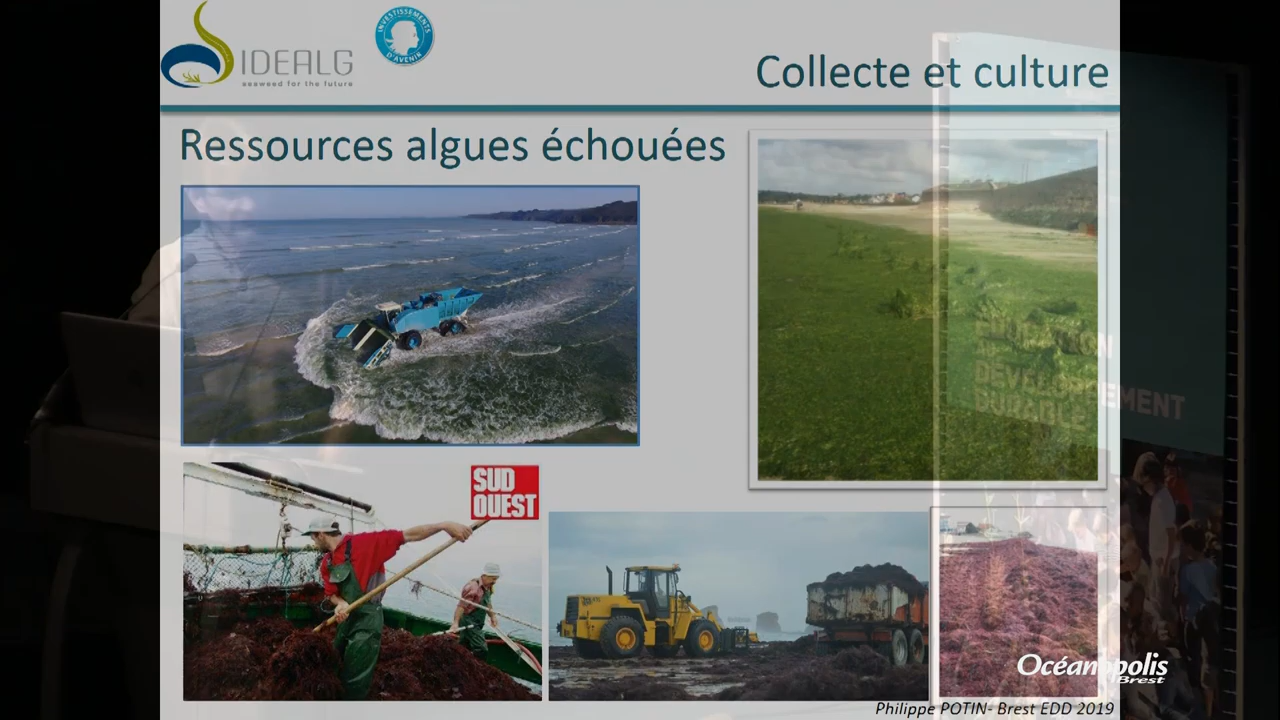 IDEALG
seaweed for the future
INVESTISSEMENTS
D'AVENIR
Collecte et culture
Ressources algues échouées
ÉDUCATION
DÉVELOPPEMENT
DURABLE
SUD
OUEST
Océanopolis
Brest
Philippe POTIN- Brest EDD 2019